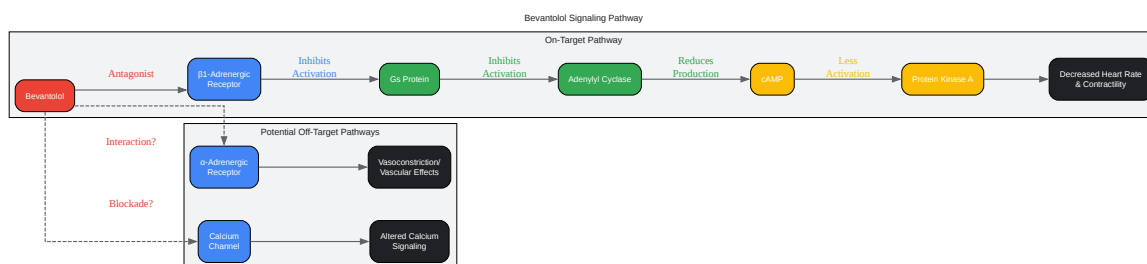 Bevantolol Signaling Pathway
On-Target Pathway
Bevantolol
Antagonist
β1-Adrenergic
Receptor
Inhibits
Activation
Gs Protein
Inhibits
Activation
Adenylyl Cyclase
Reduces
Production
cAMP
Less
Activation
Protein Kinase A
Decreased Heart Rate
& Contractility
Potential Off-Target Pathways
Interaction?
α-Adrenergic
Receptor
Vasoconstriction/
Vascular Effects
Blockade?
Calcium
Channel
Altered Calcium
Signaling